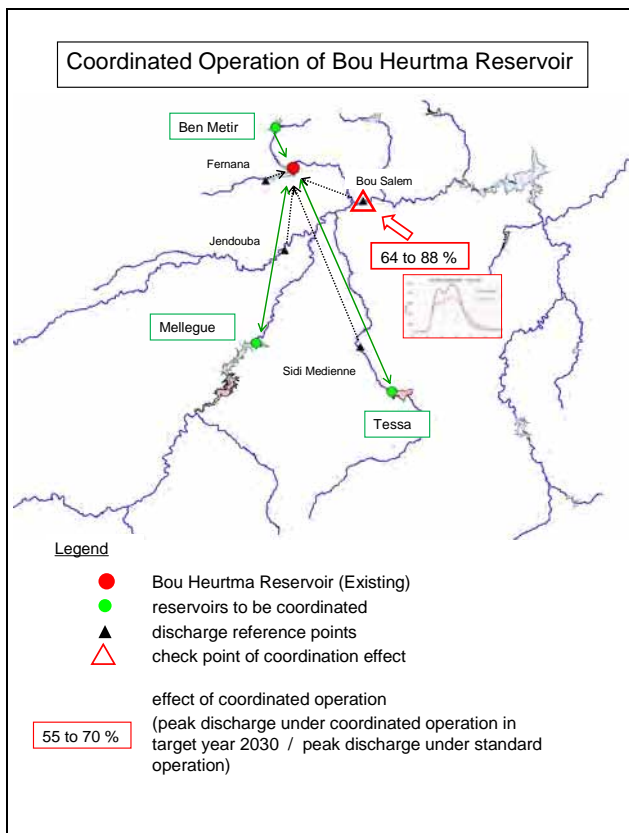 Coordinated Operation of Bou Heurtma Reservoir
Ben Metir
Fernana
Bou Salem
Jendouba
64 to 88 %
Mellegue
Sidi Medienne
Tessa
Legend
Bou Heurtma Reservoir (Existing)
reservoirs to be coordinated
discharge reference points
check point of coordination effect
effect of coordinated operation
55 to 70 %
(peak discharge under coordinated operation in
target year 2030 / peak discharge under standard
operation)